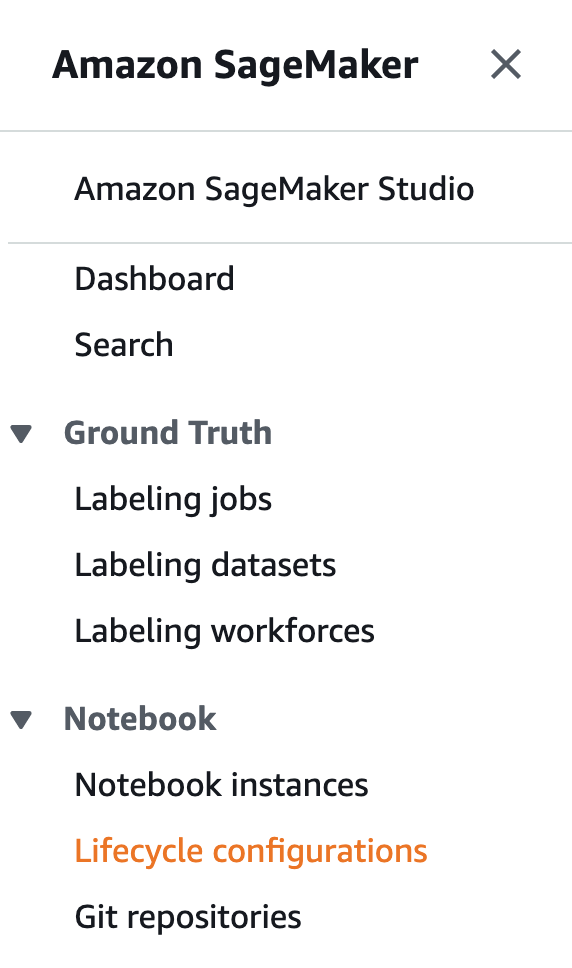 Amazon SageMaker
Amazon SageMaker Studio
Dashboard
Search
Ground Truth
Labeling jobs
Labeling datasets
Labeling workforces
Notebook
Notebook instances
Lifecycle configurations
Git repositories